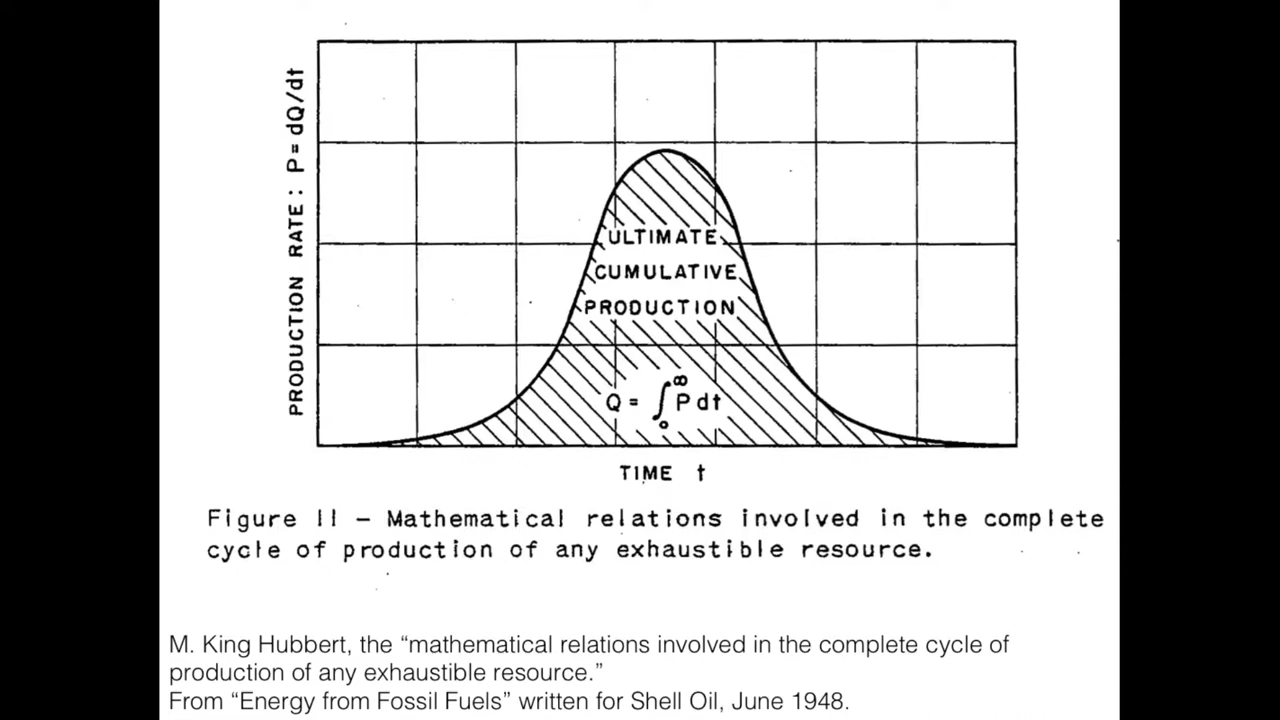 PRODUCTION RATE: P = dQ/dt
ULTIMATE
CUMULATIVE
PRODUCTION
Q = ∫₀^∞ P dt
TIME t
Figure 11 – Mathematical relations involved in the complete
cycle of production of any exhaustible resource.
M. King Hubbert, the “mathematical relations involved in the complete cycle of
production of any exhaustible resource.”
From “Energy from Fossil Fuels” written for Shell Oil, June 1948.